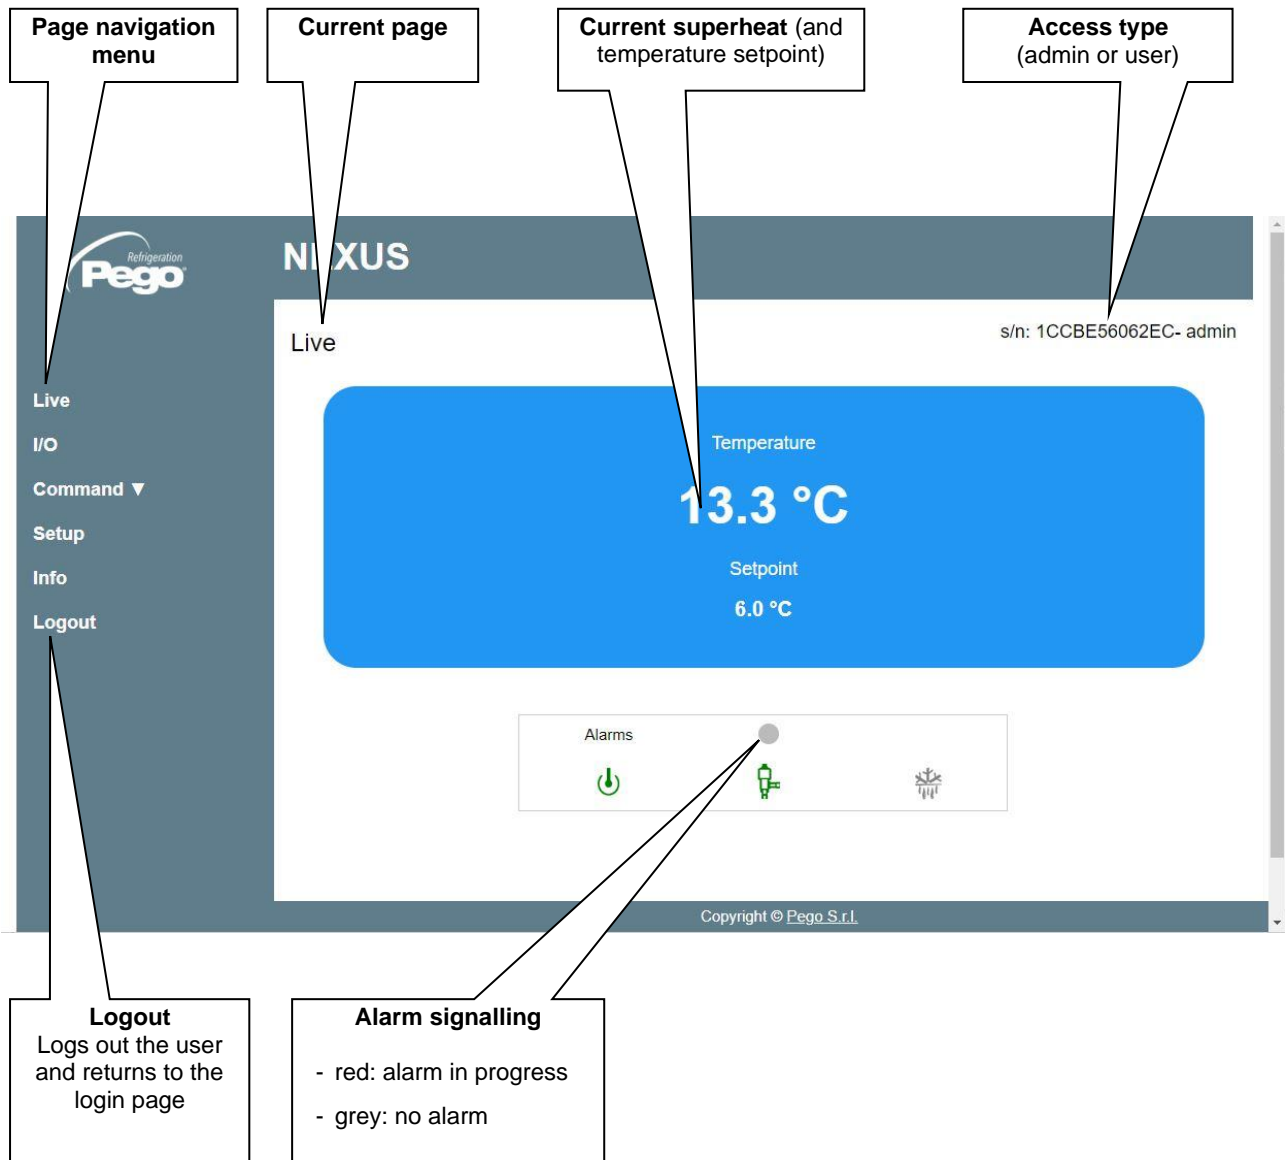 Page navigation
menu
Current page
Current superheat (and
temperature setpoint)
Access type
(admin or user)
Refrigeration
Pego
NEXUS
Live
s/n: 1CCBE56062EC- admin
Live
I/O
Command ▼
Setup
Info
Logout
Temperature
13.3 °C
Setpoint
6.0 °C
Alarms
Copyright © Pego S.r.l.
Logout
Logs out the user
and returns to the
login page
Alarm signalling
- red: alarm in progress
- grey: no alarm